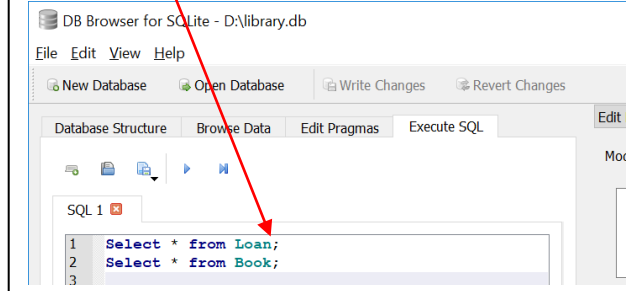 DB Browser for SQLite - D:\library.db
File Edit View Help
New Database Open Database Write Changes Revert Changes
Edit
Database Structure Browse Data Edit Pragmas Execute SQL
SQL 1
1 Select * from Loan;
2 Select * from Book;
3